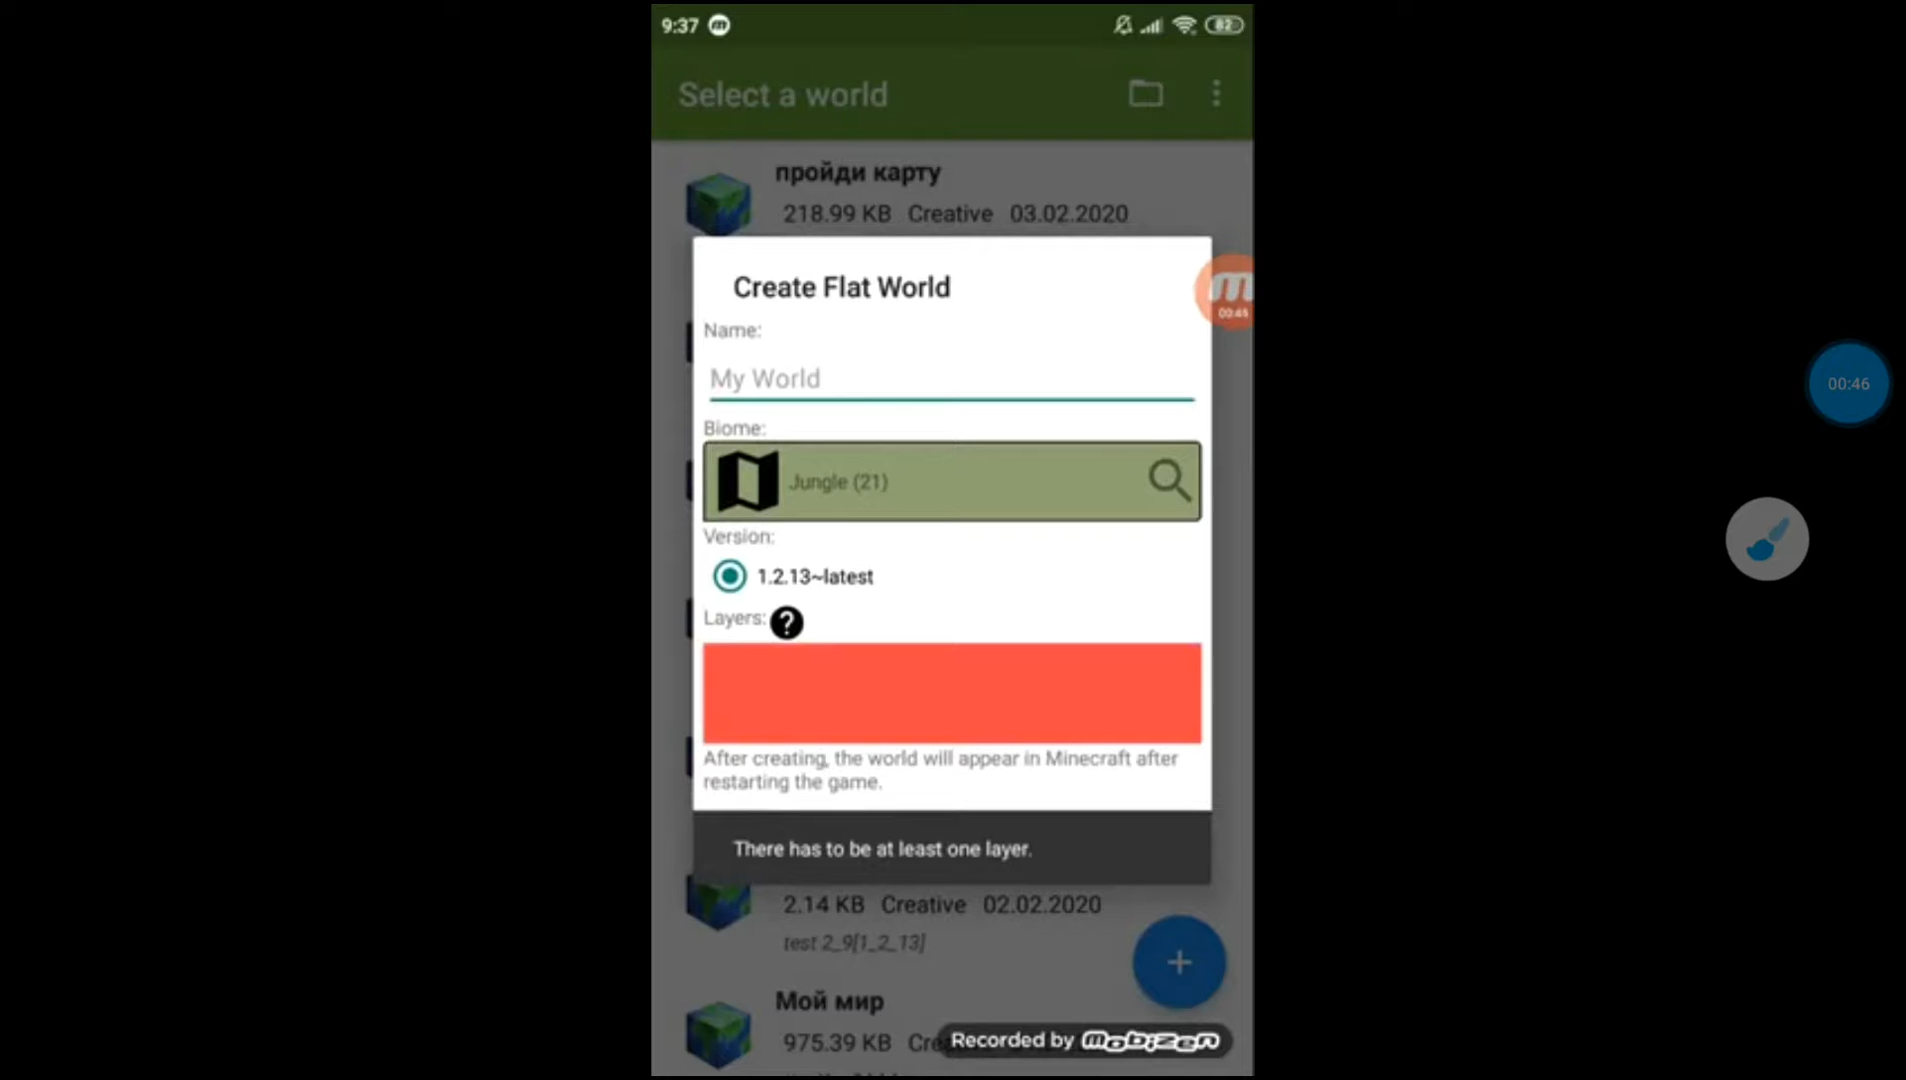 9:37
82
Select a world
пройди карту
218.99 KB Creative 03.02.2020
Create Flat World
Name:
My World
Biome:
Jungle (21)
Version:
1.2.13~latest
Layers: ?
After creating, the world will appear in Minecraft after
restarting the game.
There has to be at least one layer.
2.14 KB Creative 02.02.2020
test 2_9[1_2_13]
Мой мир
975.39 KB
Recorded by mobizen
00:46